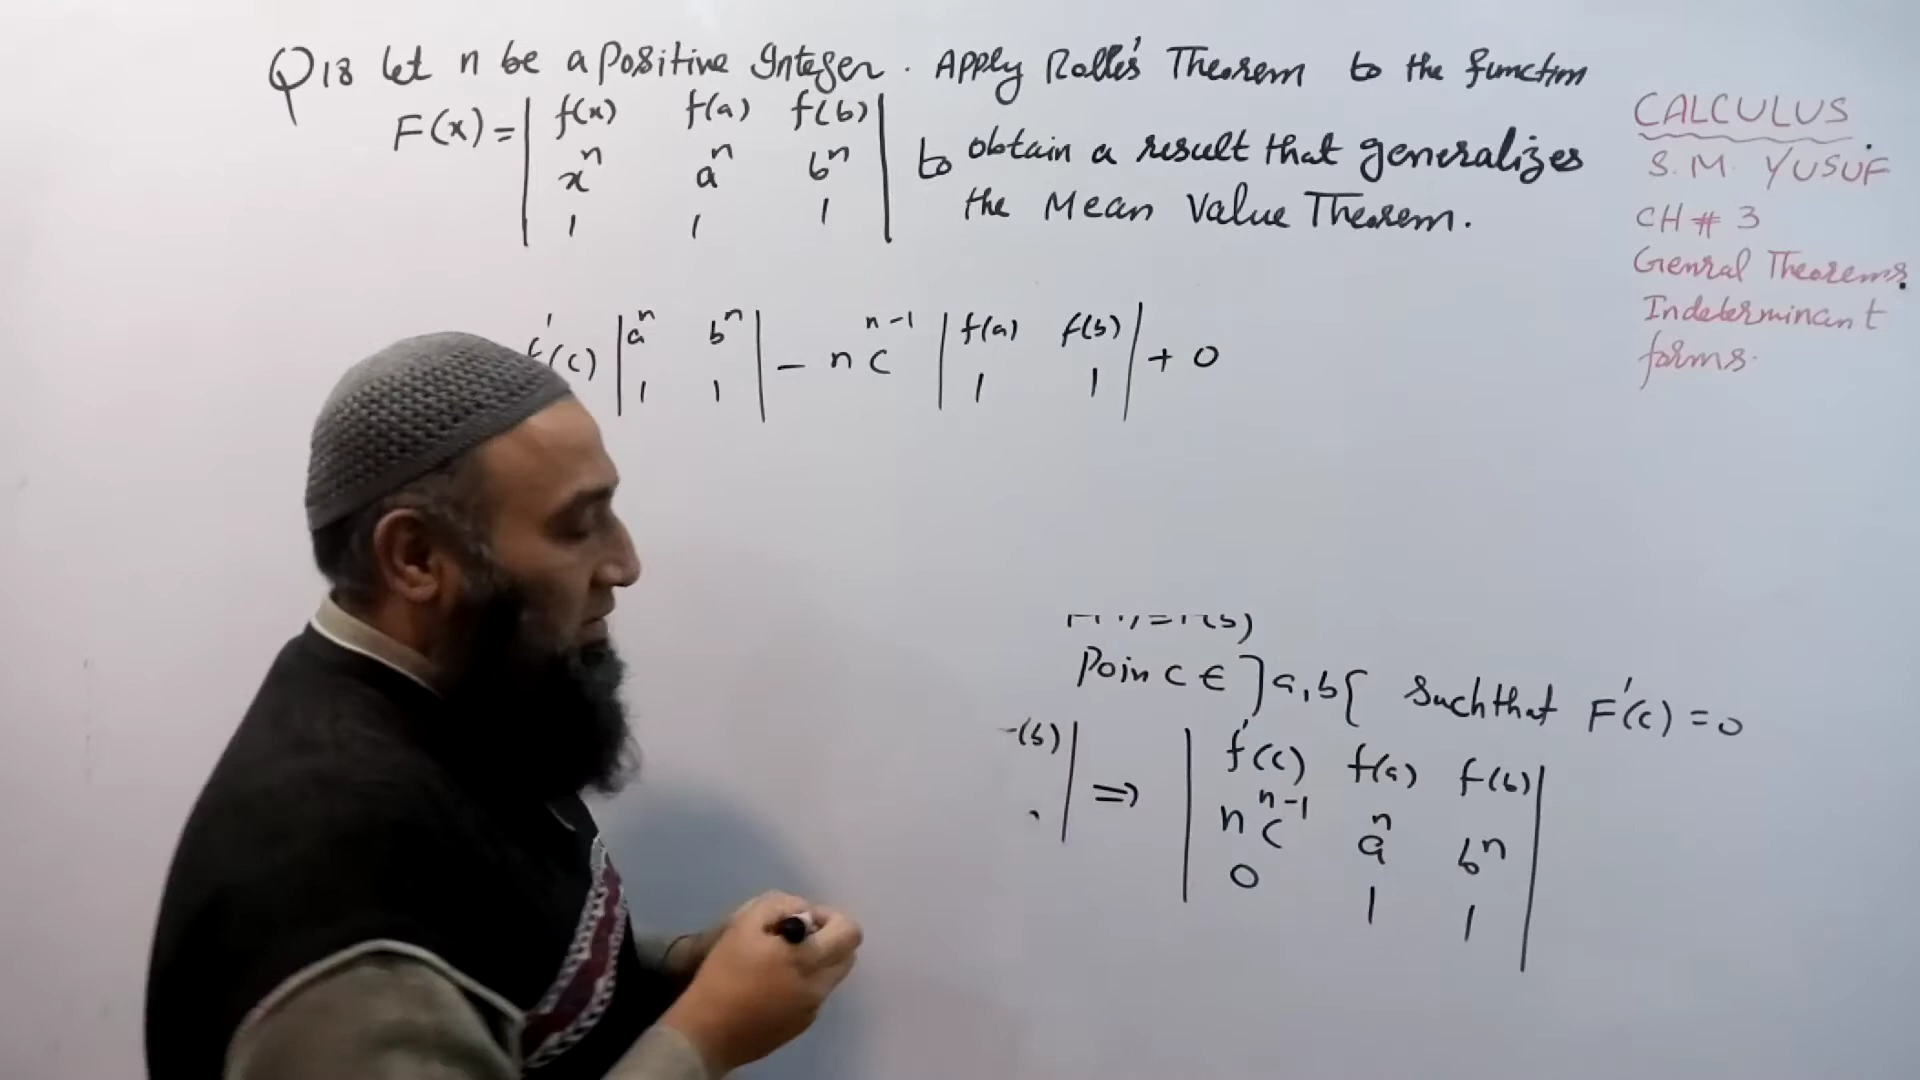 Q18 Let n be a Positive Integer. Apply Rolle's Theorem to the function
F(x) = | f(x) f(a) f(b) |
| xⁿ aⁿ bⁿ |
| 1 1 1 |
to obtain a result that generalizes
the Mean Value Theorem.
f'(c) | aⁿ bⁿ | - n cⁿ⁻¹ | f(a) f(b) | + 0
| 1 1 | | 1 1 |
Poin c ∈ ]a,b[ such that F'(c) = 0
(b) | ⇒ | f'(c) f(a) f(b) |
| n cⁿ⁻¹ aⁿ bⁿ |
| 0 1 1 |
CALCULUS
S.M. YUSUF
CH # 3
Genral Theorems.
Indeterminant
forms.